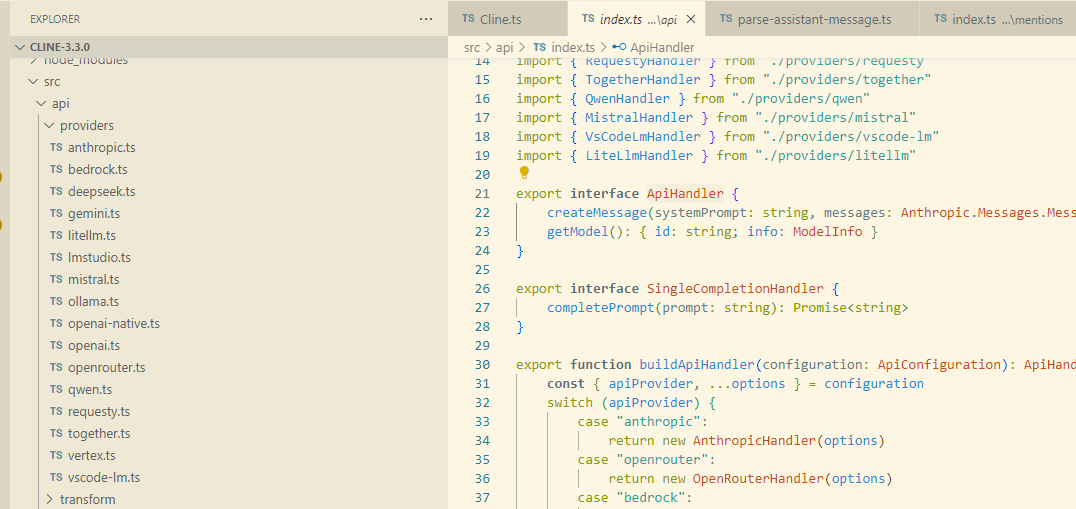 EXPLORER
CLINE-3.3.0
node_modules
src
api
providers
TS anthropic.ts
TS bedrock.ts
TS deepseek.ts
TS gemini.ts
TS litellm.ts
TS lmstudio.ts
TS mistral.ts
TS ollama.ts
TS openai-native.ts
TS openai.ts
TS openrouter.ts
TS qwen.ts
TS requesty.ts
TS together.ts
TS vertex.ts
TS vscode-lm.ts
transform
TS Cline.ts
TS index.ts ...\api
TS parse-assistant-message.ts
TS index.ts ...\mentions
src > api > TS index.ts > ApiHandler
14 import { RequestyHandler } from "./providers/requesty"
15 import { TogetherHandler } from "./providers/together"
16 import { QwenHandler } from "./providers/qwen"
17 import { MistralHandler } from "./providers/mistral"
18 import { VsCodeLmHandler } from "./providers/vscode-lm"
19 import { LiteLlmHandler } from "./providers/litellm"
20
21 export interface ApiHandler {
22 createMessage(systemPrompt: string, messages: Anthropic.Messages.Mess
23 getModel(): { id: string; info: ModelInfo }
24 }
25
26 export interface SingleCompletionHandler {
27 completePrompt(prompt: string): Promise<string>
28 }
29
30 export function buildApiHandler(configuration: ApiConfiguration): ApiHand
31 const { apiProvider, ...options } = configuration
32 switch (apiProvider) {
33 case "anthropic":
34 return new AnthropicHandler(options)
35 case "openrouter":
36 return new OpenRouterHandler(options)
37 case "bedrock":